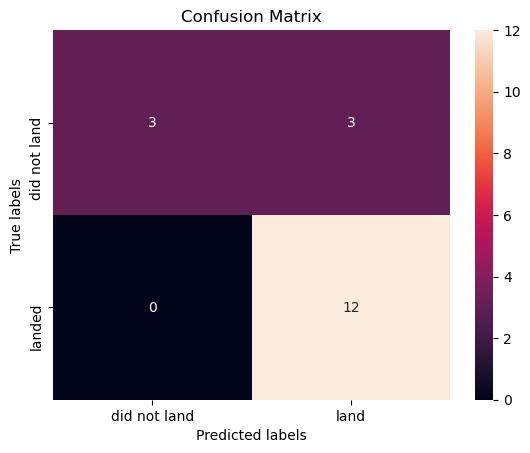 Confusion Matrix
True labels
did not land
landed
3
3
0
12
did not land
land
Predicted labels
12
10
8
6
4
2
0